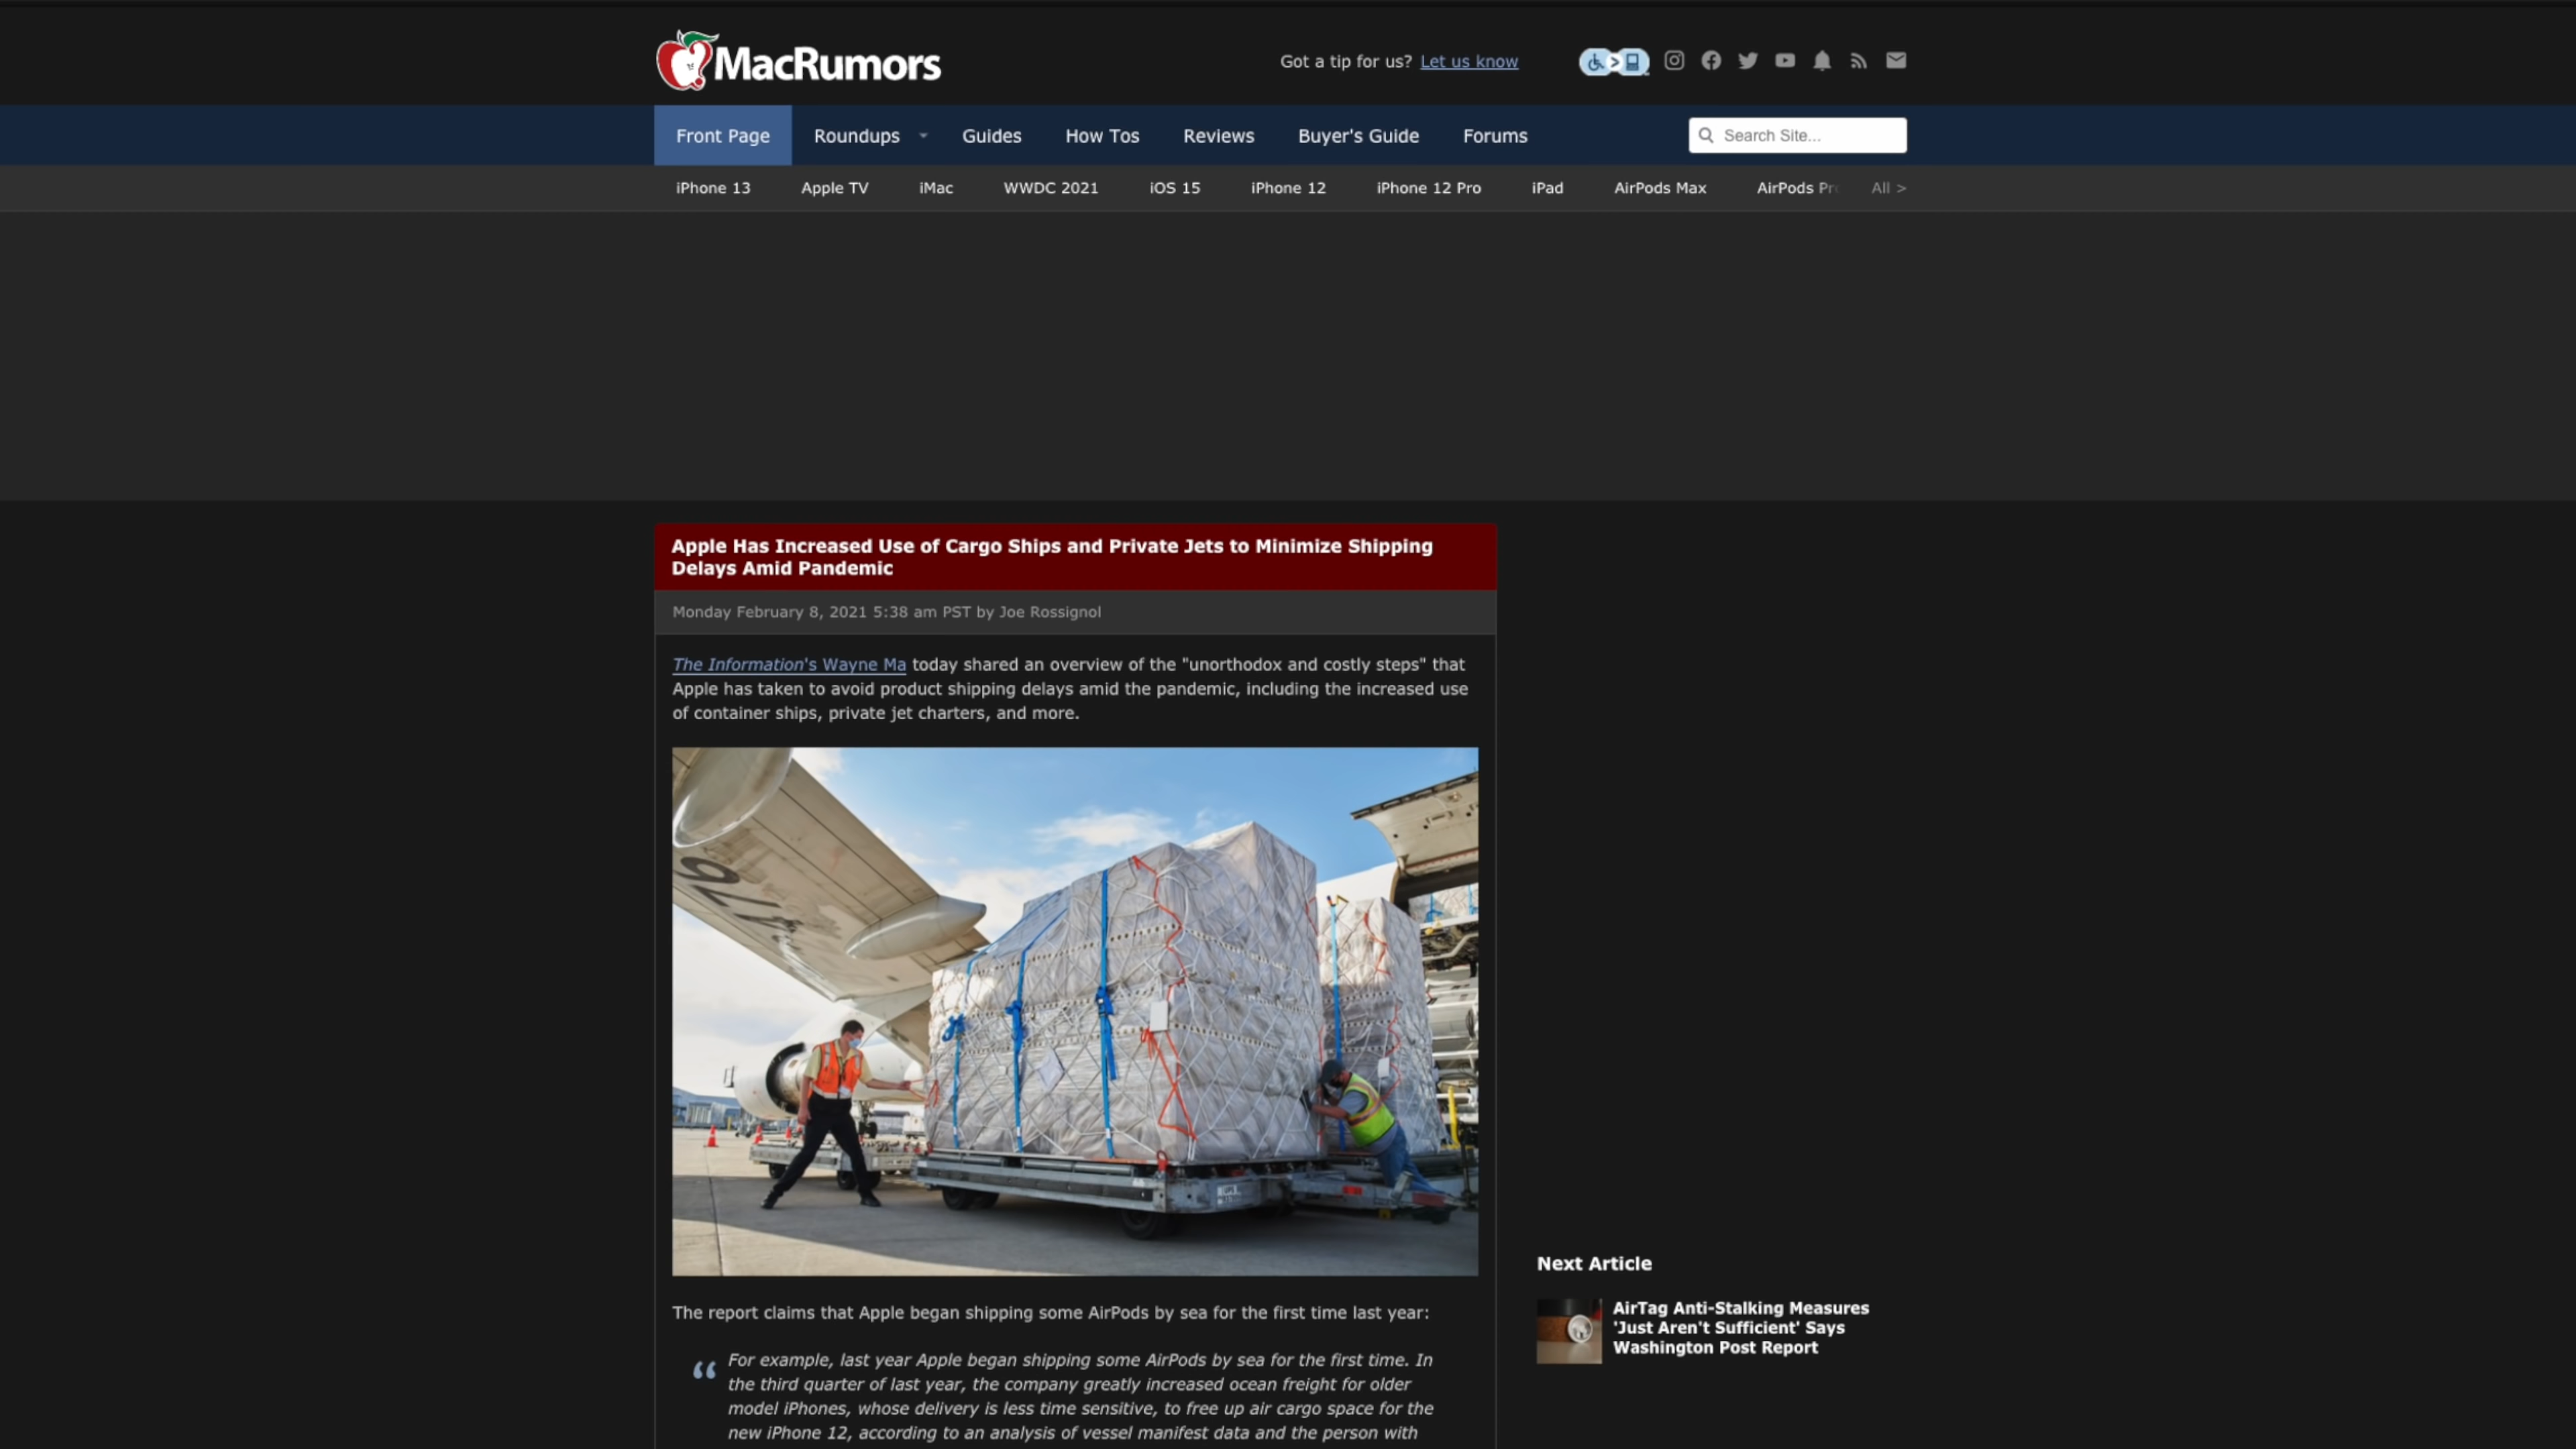 MacRumors
Got a tip for us? Let us know
Front Page
Roundups
Guides
How Tos
Reviews
Buyer's Guide
Forums
Search Site...
iPhone 13
Apple TV
iMac
WWDC 2021
iOS 15
iPhone 12
iPhone 12 Pro
iPad
AirPods Max
AirPods Pr
All >
Apple Has Increased Use of Cargo Ships and Private Jets to Minimize Shipping
Delays Amid Pandemic
Monday February 8, 2021 5:38 am PST by Joe Rossignol
The Information's Wayne Ma today shared an overview of the "unorthodox and costly steps" that
Apple has taken to avoid product shipping delays amid the pandemic, including the increased use
of container ships, private jet charters, and more.
The report claims that Apple began shipping some AirPods by sea for the first time last year:
“ For example, last year Apple began shipping some AirPods by sea for the first time. In
the third quarter of last year, the company greatly increased ocean freight for older
model iPhones, whose delivery is less time sensitive, to free up air cargo space for the
new iPhone 12, according to an analysis of vessel manifest data and the person with
Next Article
AirTag Anti-Stalking Measures
'Just Aren't Sufficient' Says
Washington Post Report